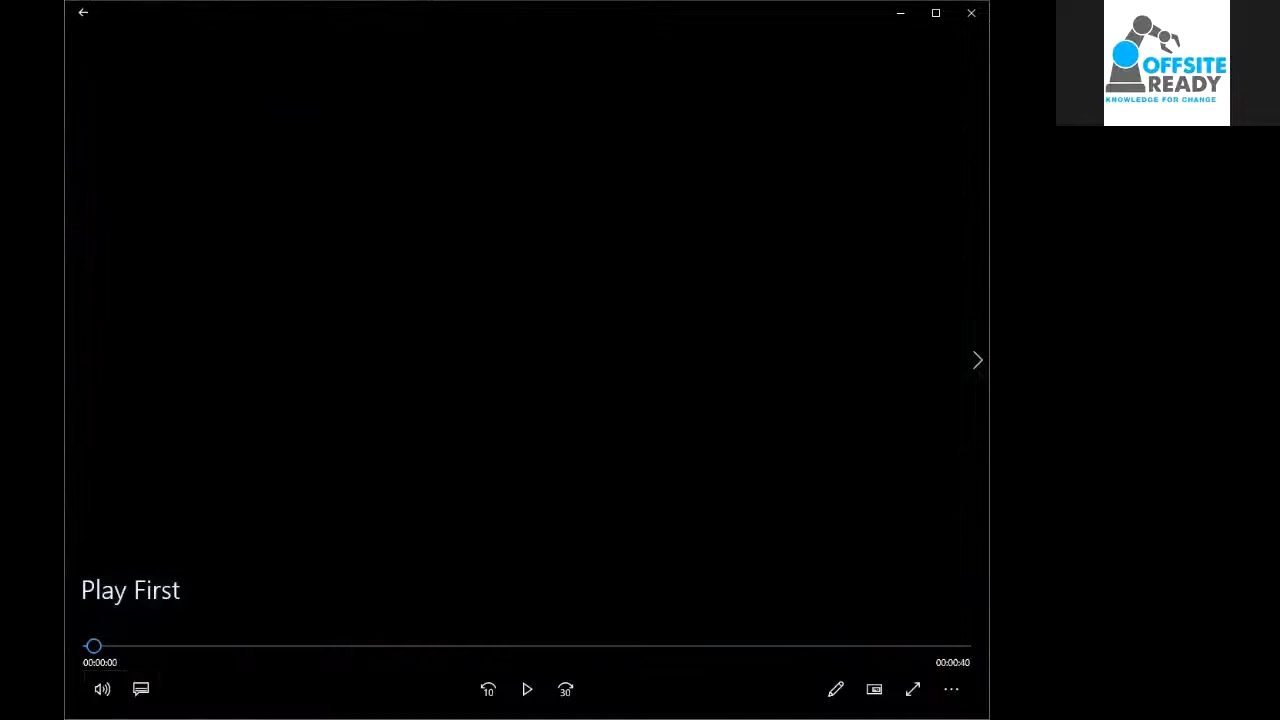 OFFSITE
READY
KNOWLEDGE FOR CHANGE
Play First
00:00:00
00:00:40
10
30